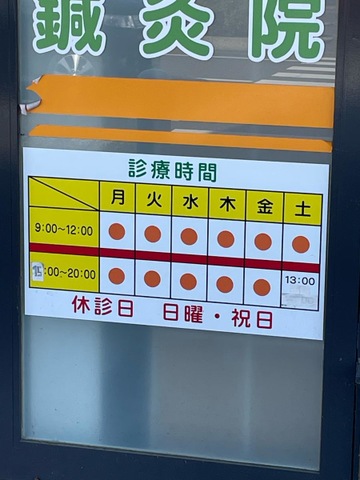 鍼灸院
診療時間
月 火 水 木 金 土
9:00~12:00 ● ● ● ● ● ●
15:00~20:00 ● ● ● ● ● 13:00
休診日 日曜・祝日